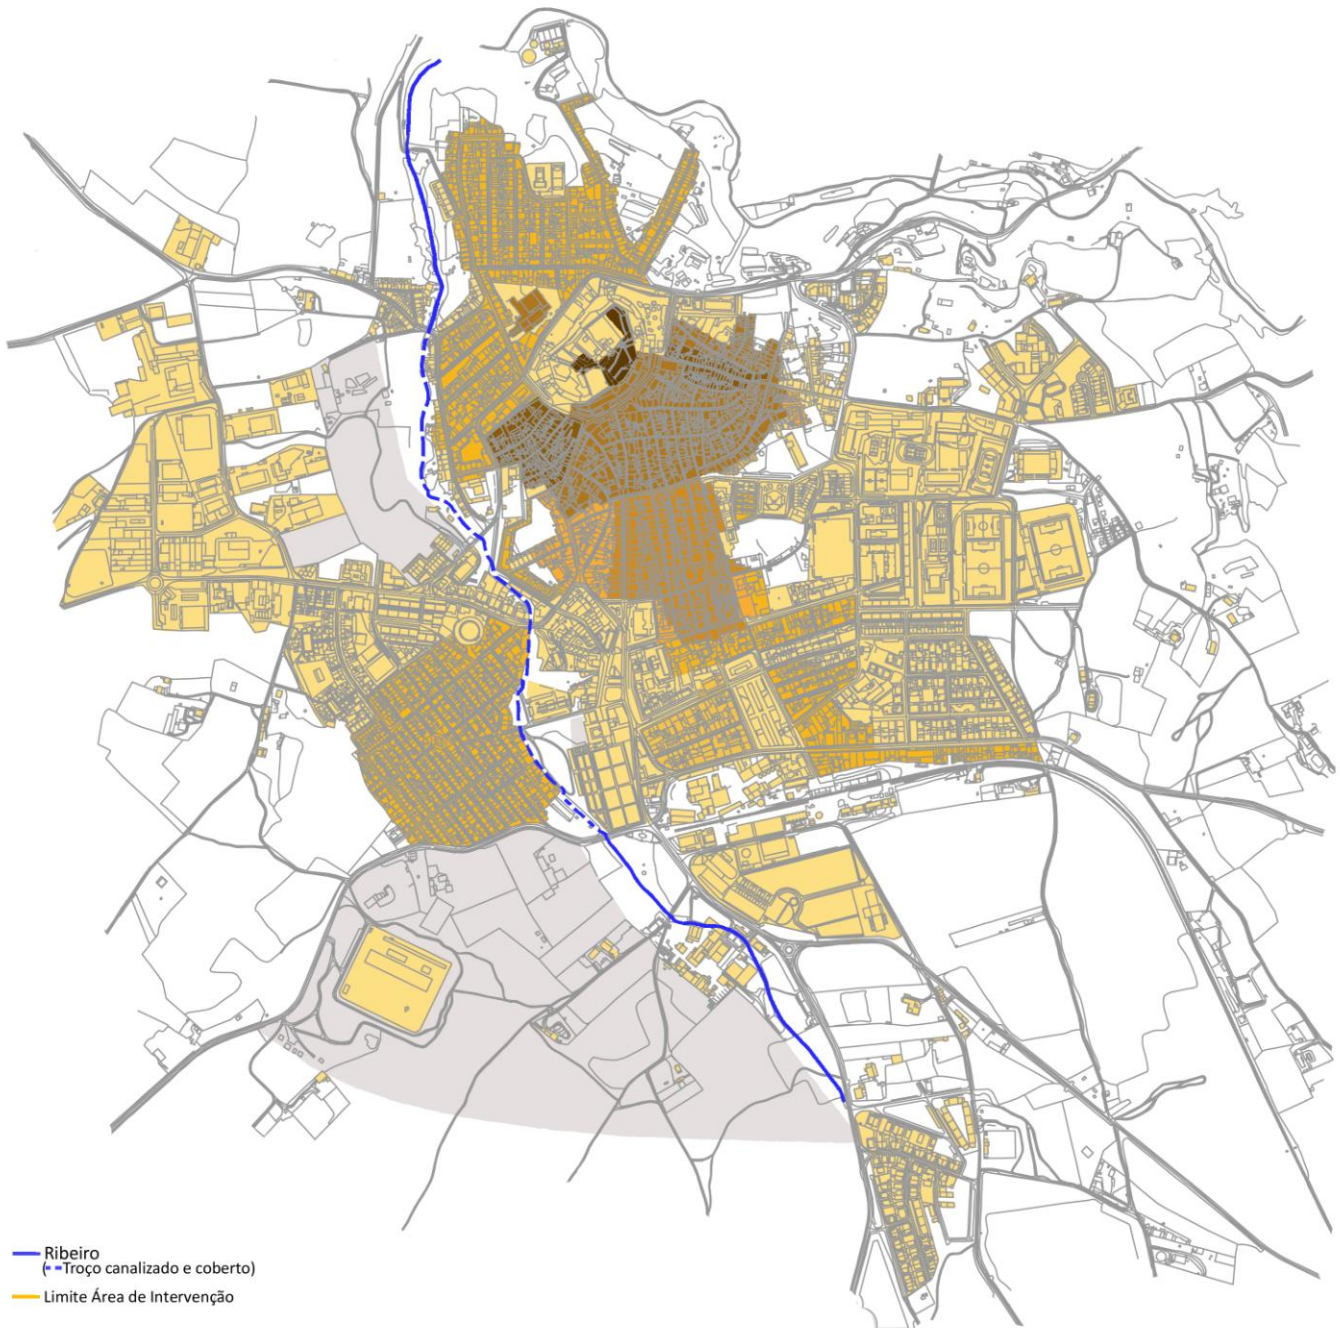 Ribeiro
(--Troço canalizado e coberto)
Limite Área de Intervenção